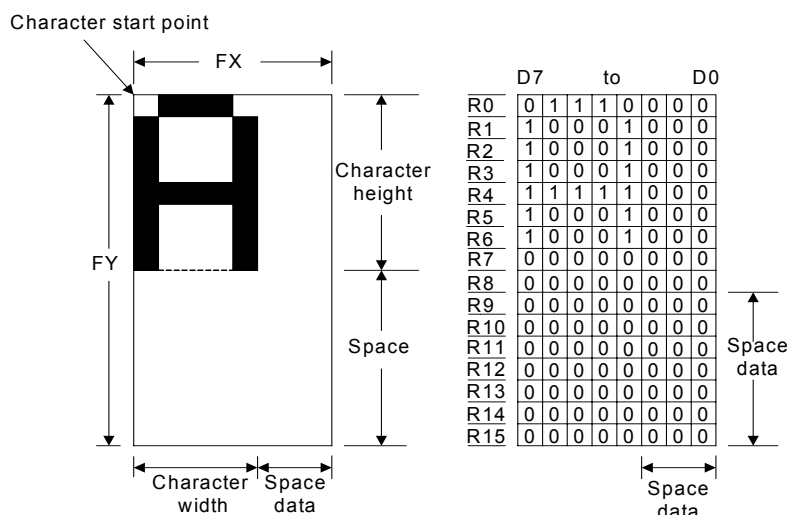 Character start point
FX
FY
Character
height
Space
Character
width
Space
data
D7 to D0
R0 0 1 1 1 0 0 0 0
R1 1 0 0 0 1 0 0 0
R2 1 0 0 0 1 0 0 0
R3 1 0 0 0 1 0 0 0
R4 1 1 1 1 1 0 0 0
R5 1 0 0 0 1 0 0 0
R6 1 0 0 0 1 0 0 0
R7 0 0 0 0 0 0 0 0
R8 0 0 0 0 0 0 0 0
R9 0 0 0 0 0 0 0 0
R10 0 0 0 0 0 0 0 0
R11 0 0 0 0 0 0 0 0
R12 0 0 0 0 0 0 0 0
R13 0 0 0 0 0 0 0 0
R14 0 0 0 0 0 0 0 0
R15 0 0 0 0 0 0 0 0
Space
data
Space
data